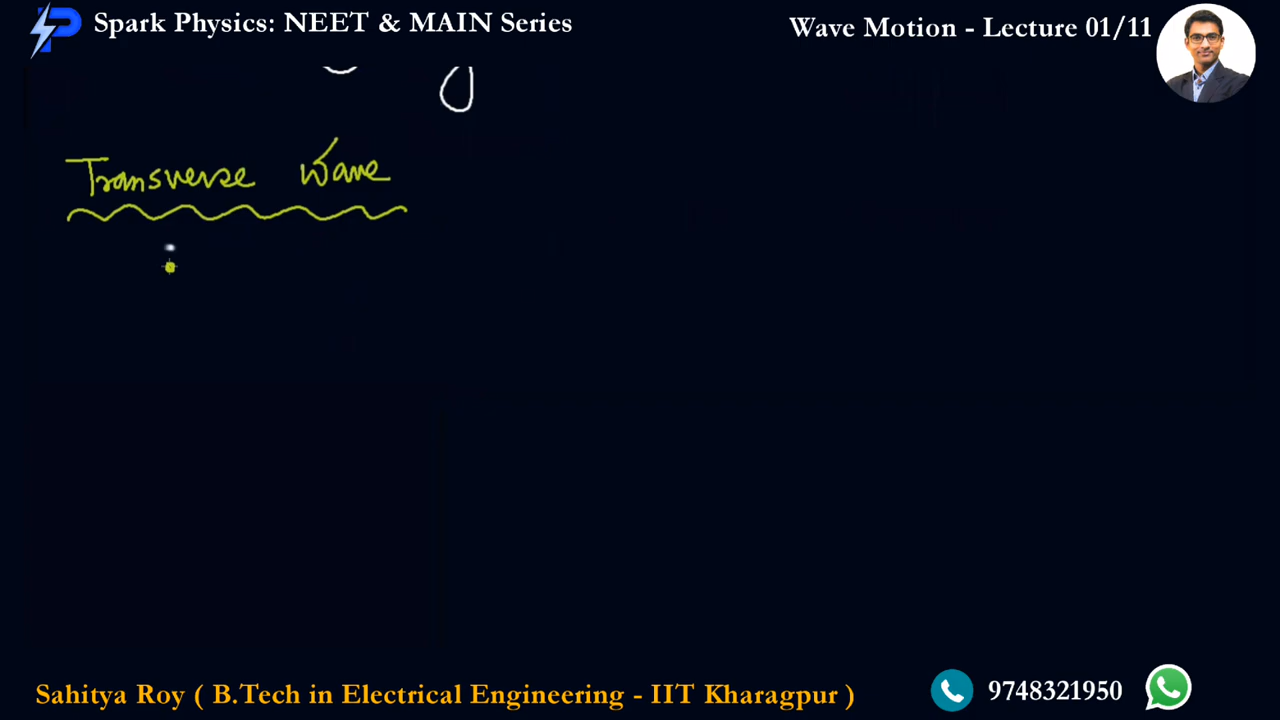 Spark Physics: NEET & MAIN Series
Wave Motion - Lecture 01/11
Transverse Wave
Sahitya Roy ( B.Tech in Electrical Engineering - IIT Kharagpur )
9748321950